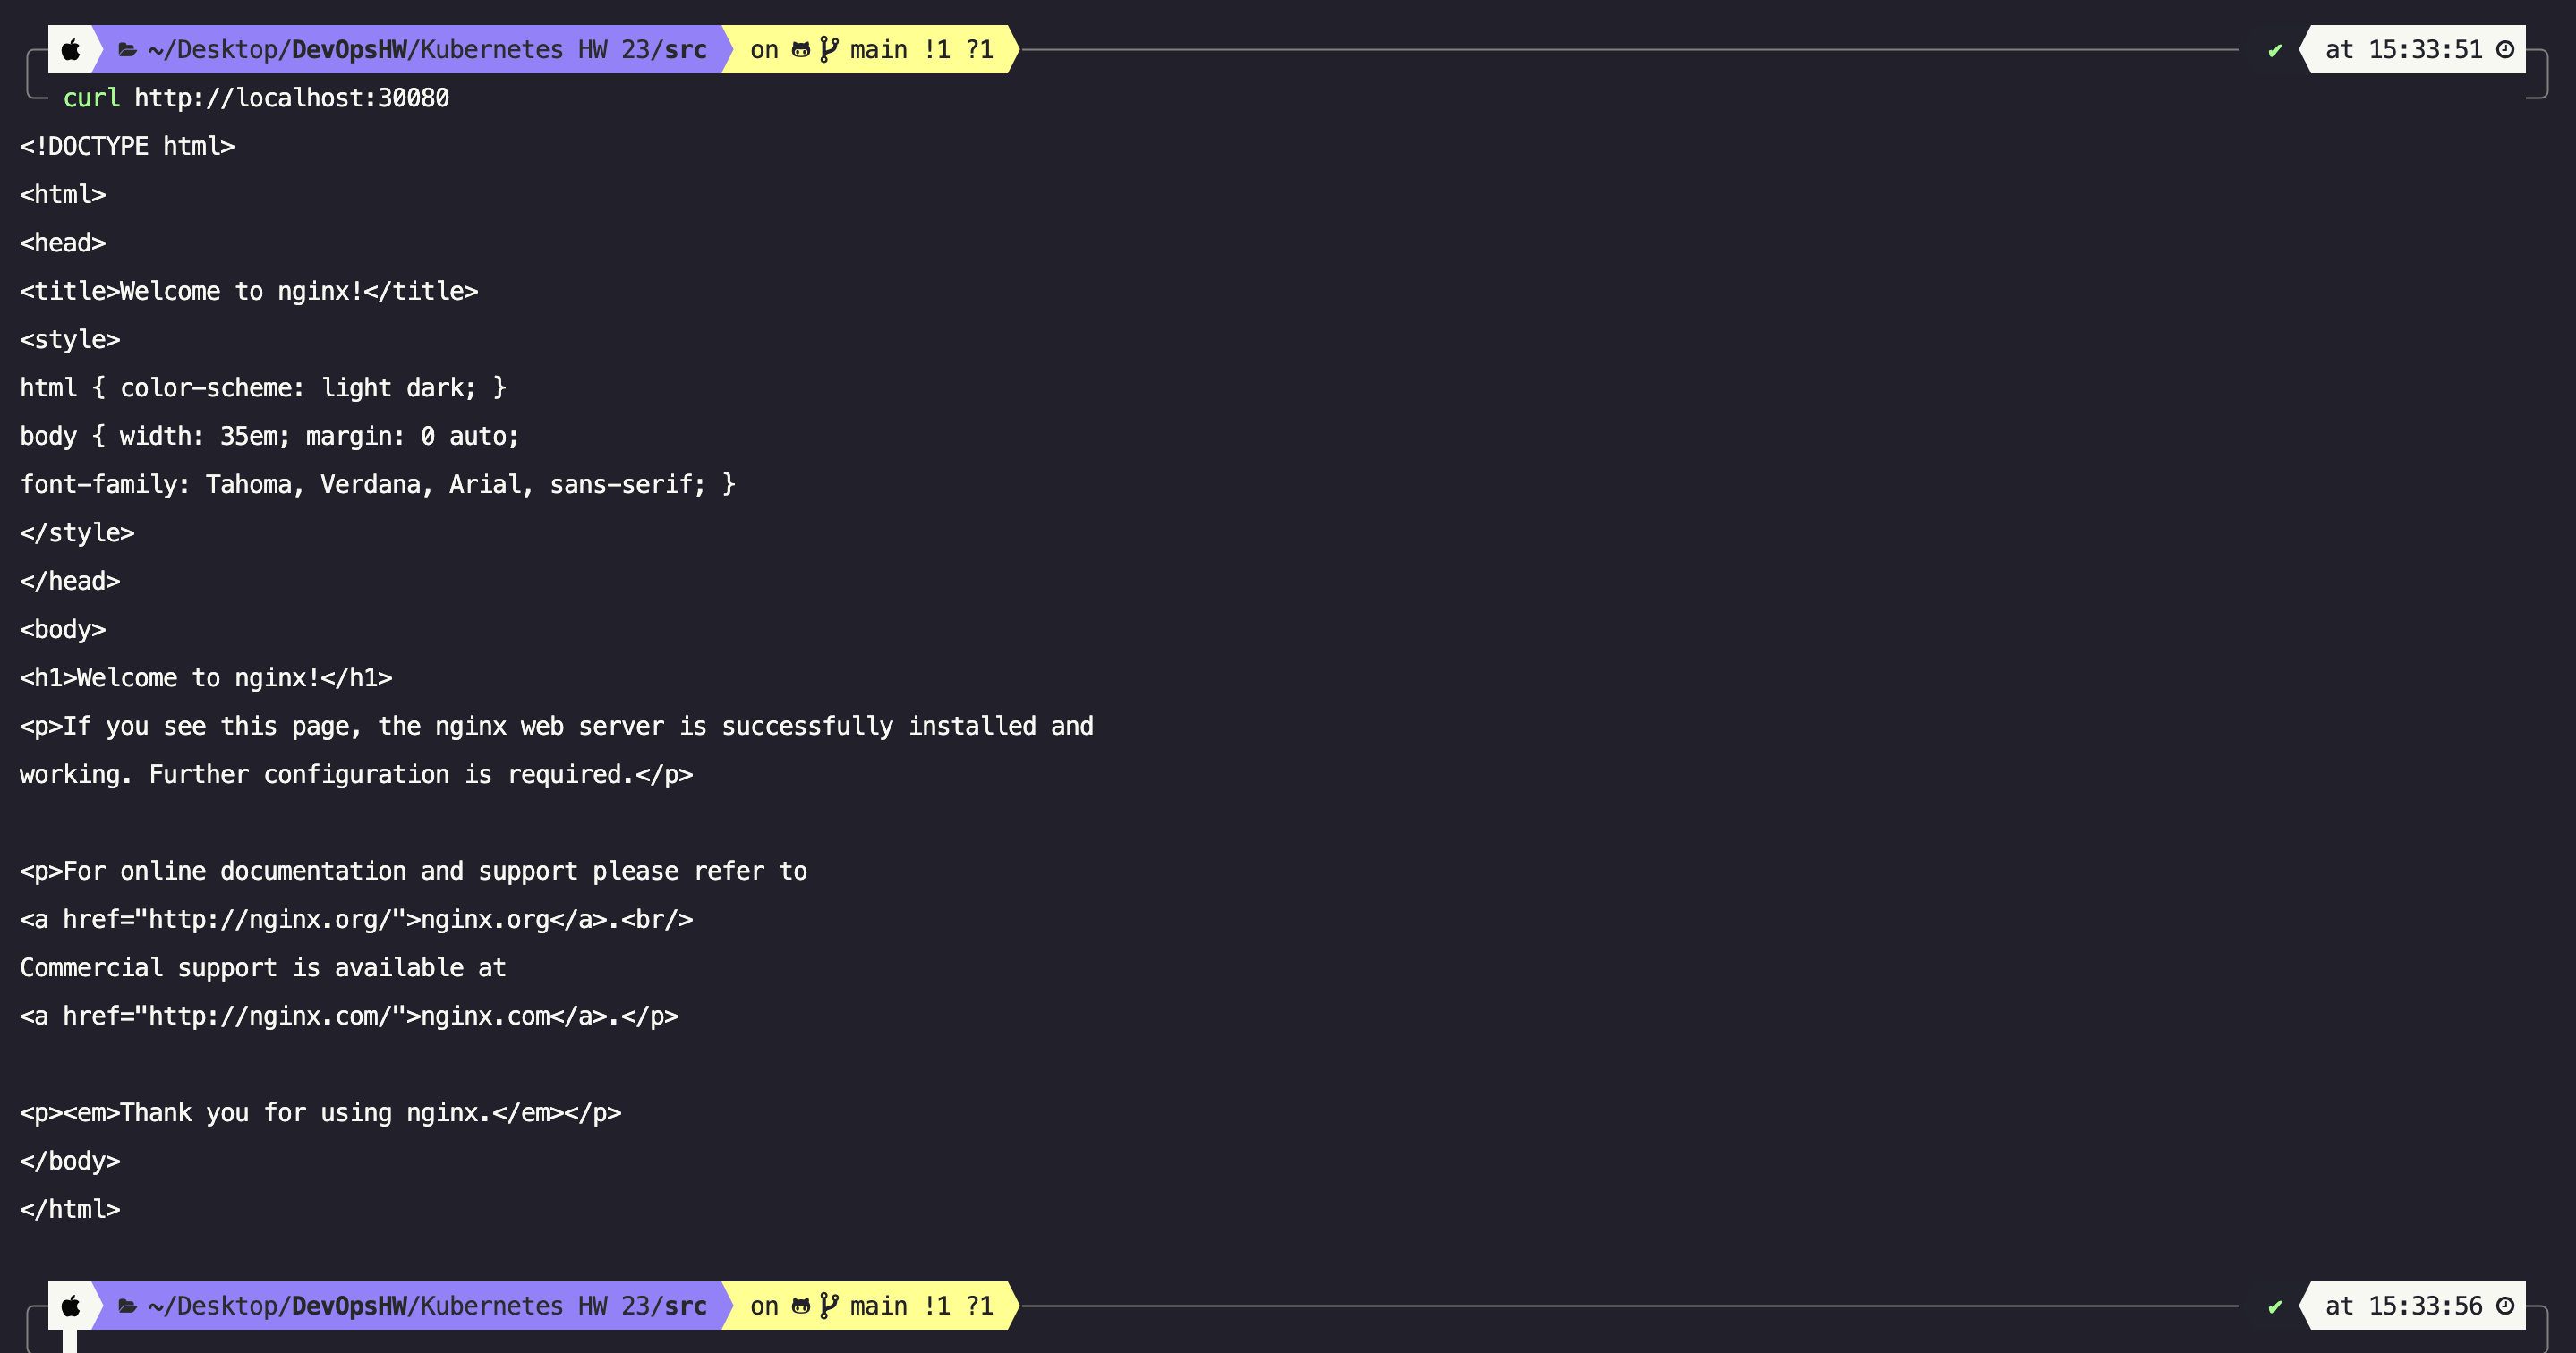 ~/Desktop/DevOpsHW/Kubernetes HW 23/src on main !1 ?1 ✔ at 15:33:51
curl http://localhost:30080
<!DOCTYPE html>
<html>
<head>
<title>Welcome to nginx!</title>
<style>
html { color-scheme: light dark; }
body { width: 35em; margin: 0 auto;
font-family: Tahoma, Verdana, Arial, sans-serif; }
</style>
</head>
<body>
<h1>Welcome to nginx!</h1>
<p>If you see this page, the nginx web server is successfully installed and
working. Further configuration is required.</p>
<p>For online documentation and support please refer to
<a href="http://nginx.org/">nginx.org</a>.<br/>
Commercial support is available at
<a href="http://nginx.com/">nginx.com</a>.</p>
<p><em>Thank you for using nginx.</em></p>
</body>
</html>
~/Desktop/DevOpsHW/Kubernetes HW 23/src on main !1 ?1 ✔ at 15:33:56